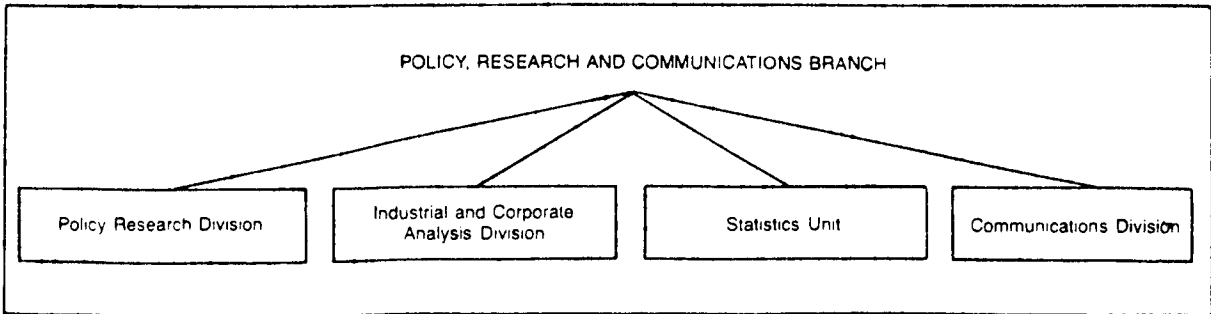 POLICY, RESEARCH AND COMMUNICATIONS BRANCH
Policy Research Division
Industrial and Corporate
Analysis Division
Statistics Unit
Communications Division